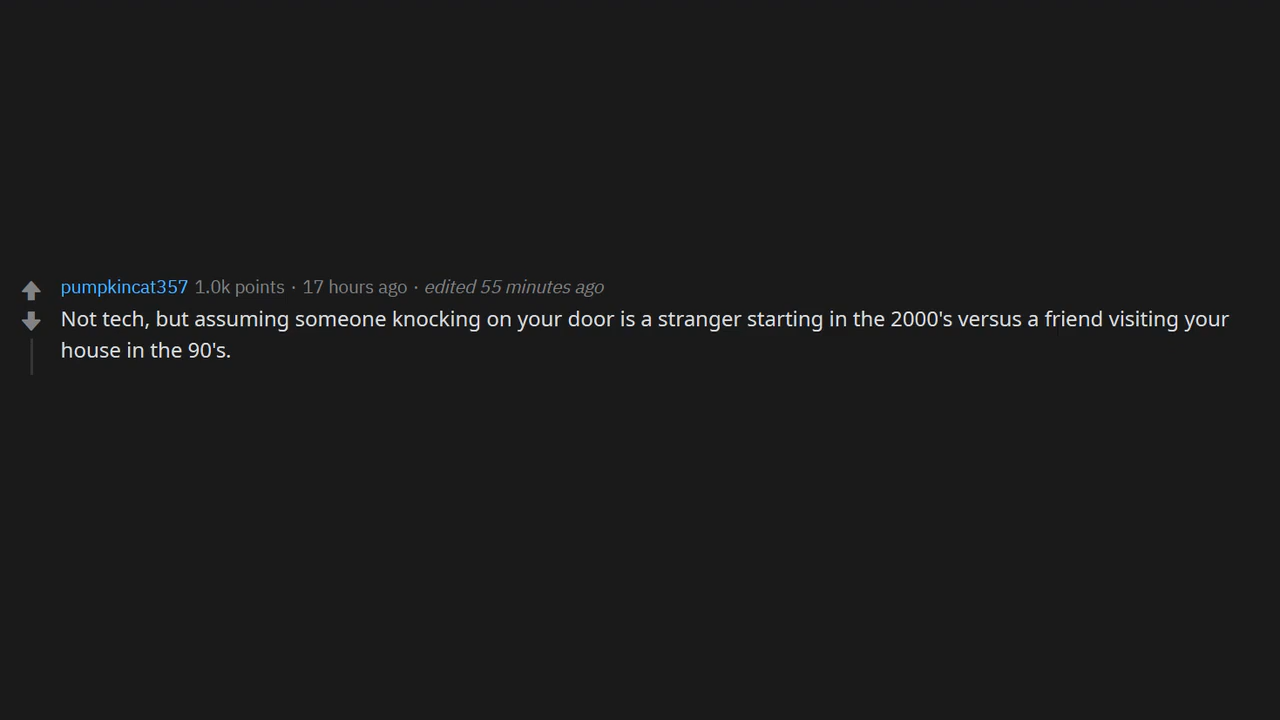 pumpkincat357 1.0k points · 17 hours ago · edited 55 minutes ago
Not tech, but assuming someone knocking on your door is a stranger starting in the 2000's versus a friend visiting your
house in the 90's.